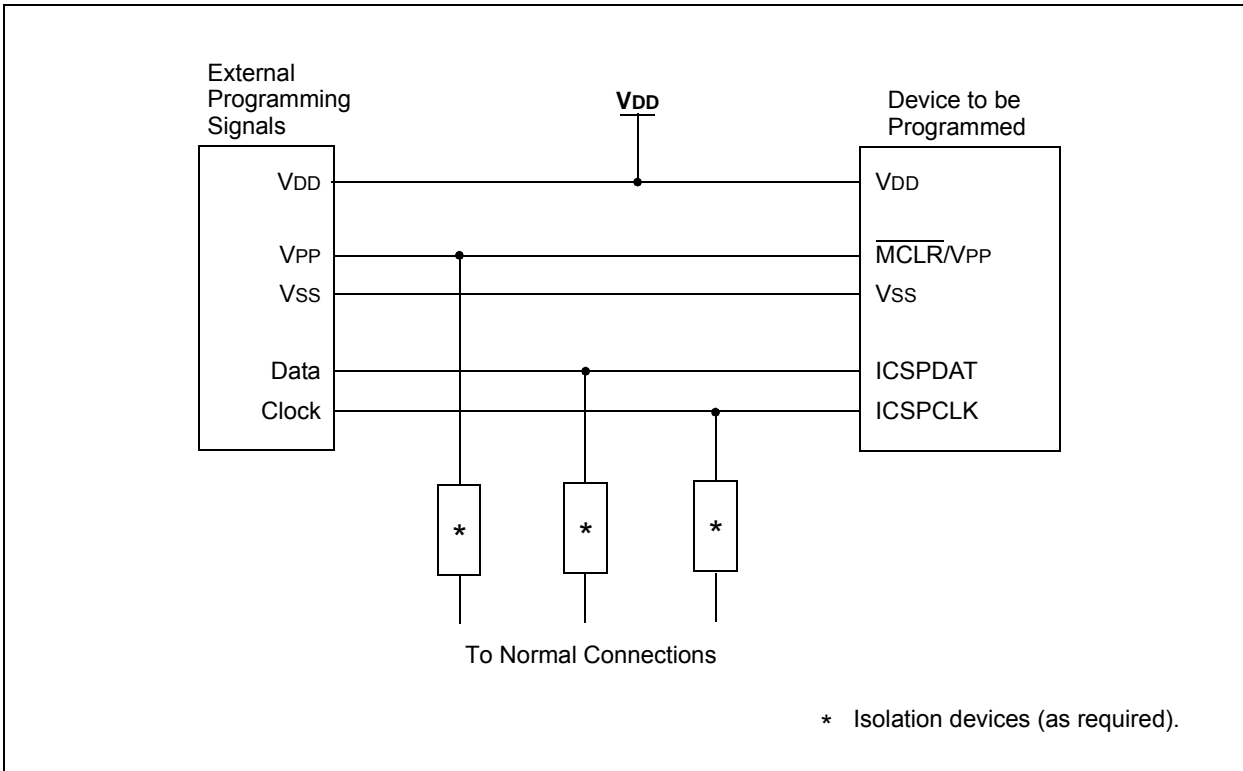 External
Programming
Signals
VDD
Device to be
Programmed
VDD
VDD
VPP
MCLR/VPP
VSS
VSS
Data
ICSPDAT
Clock
ICSPCLK
*
*
*
To Normal Connections
* Isolation devices (as required).